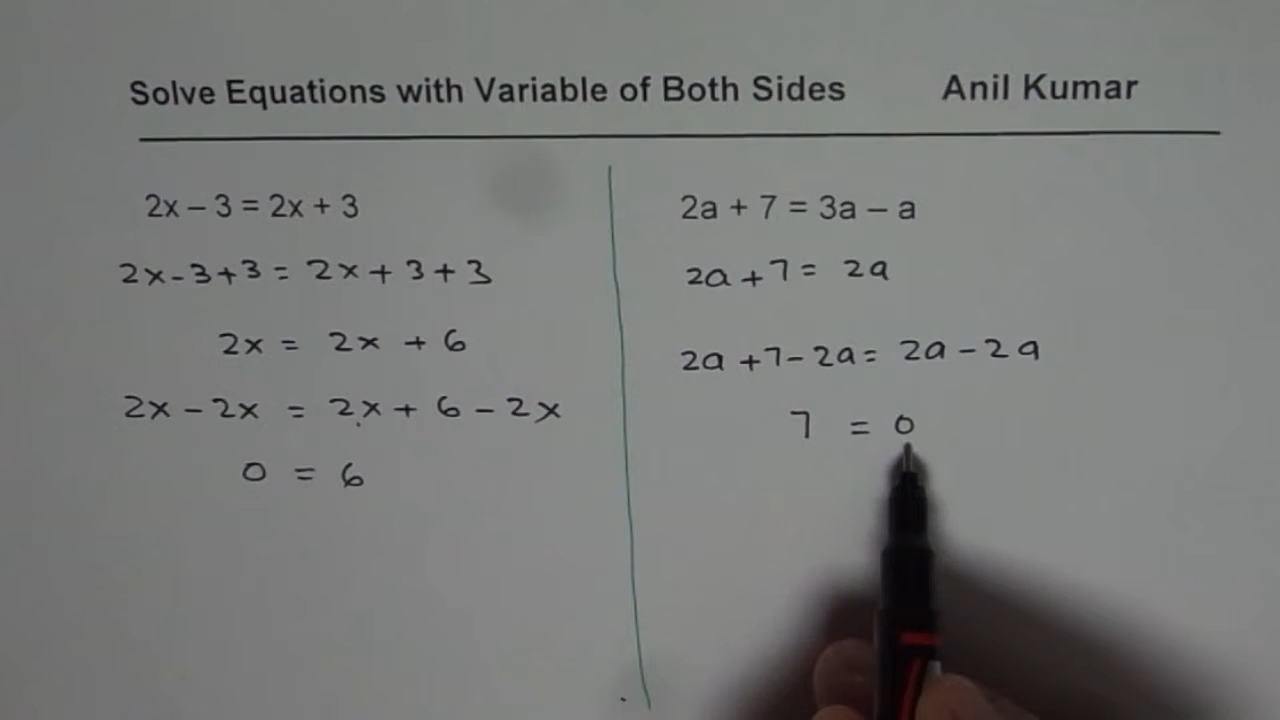 Solve Equations with Variable of Both Sides Anil Kumar
2x – 3 = 2x + 3
2x - 3 + 3 = 2x + 3 + 3
2x = 2x + 6
2x - 2x = 2x + 6 - 2x
0 = 6
2a + 7 = 3a – a
2a + 7 = 2a
2a + 7 - 2a = 2a - 2a
7 = 0